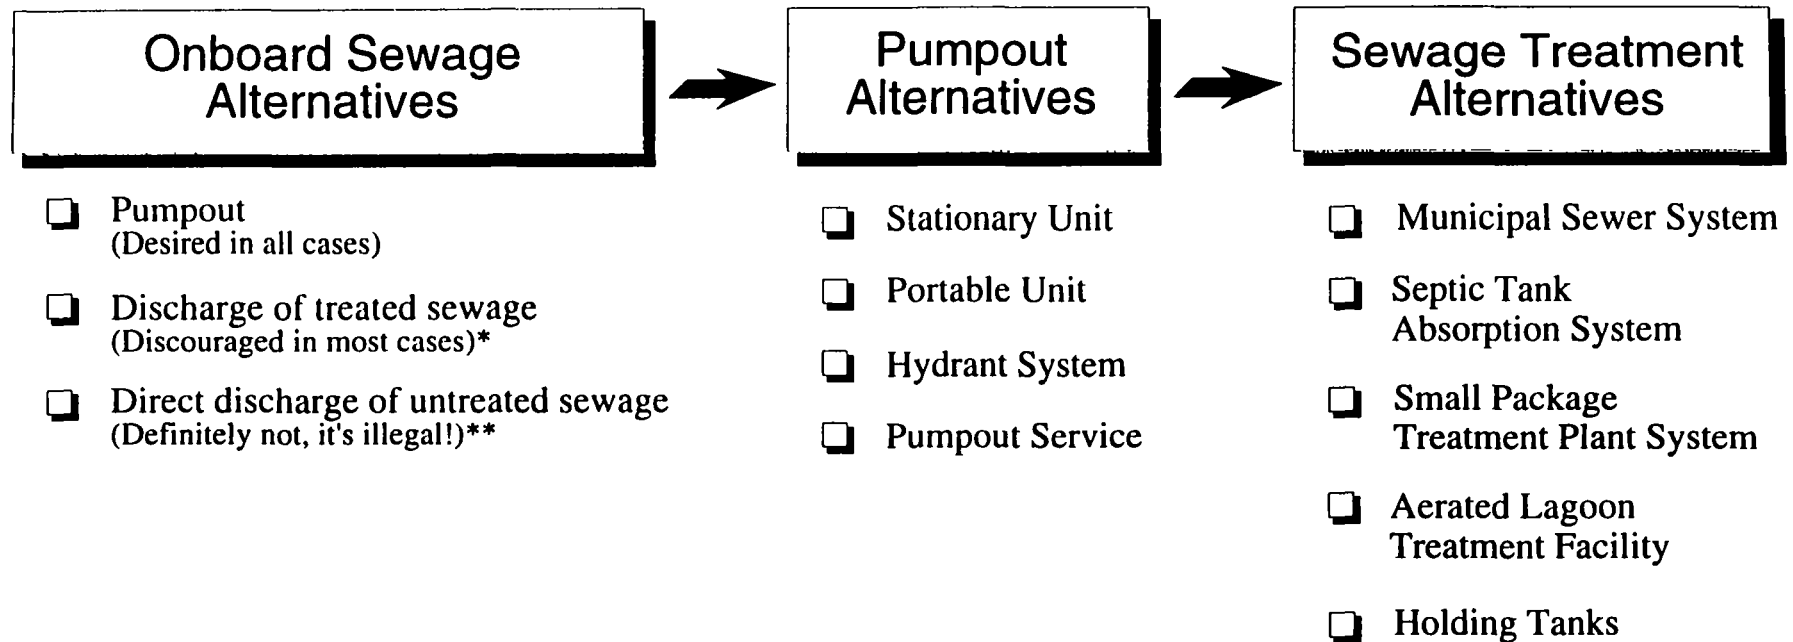 Onboard Sewage
Alternatives
Pumpout
(Desired in all cases)
Discharge of treated sewage
(Discouraged in most cases)*
Direct discharge of untreated sewage
(Definitely not, it's illegal!)**
Pumpout
Alternatives
Stationary Unit
Portable Unit
Hydrant System
Pumpout Service
Sewage Treatment
Alternatives
Municipal Sewer System
Septic Tank
Absorption System
Small Package
Treatment Plant System
Aerated Lagoon
Treatment Facility
Holding Tanks